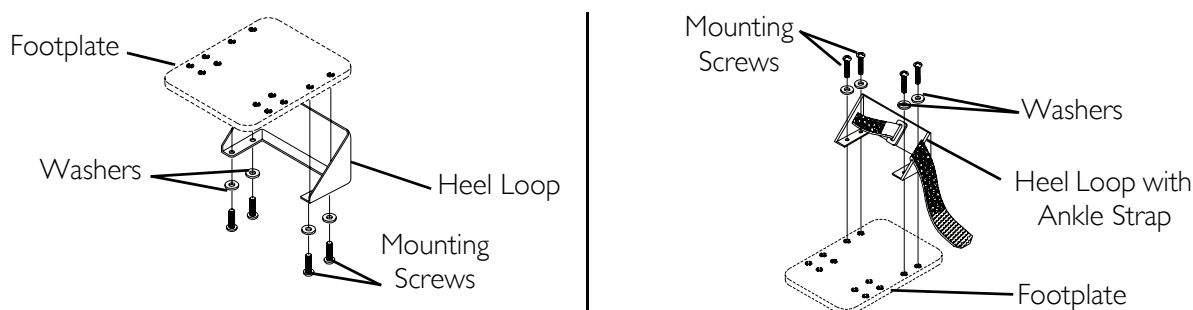 Footplate
Washers
Heel Loop
Mounting
Screws
Mounting
Screws
Washers
Heel Loop with
Ankle Strap
Footplate